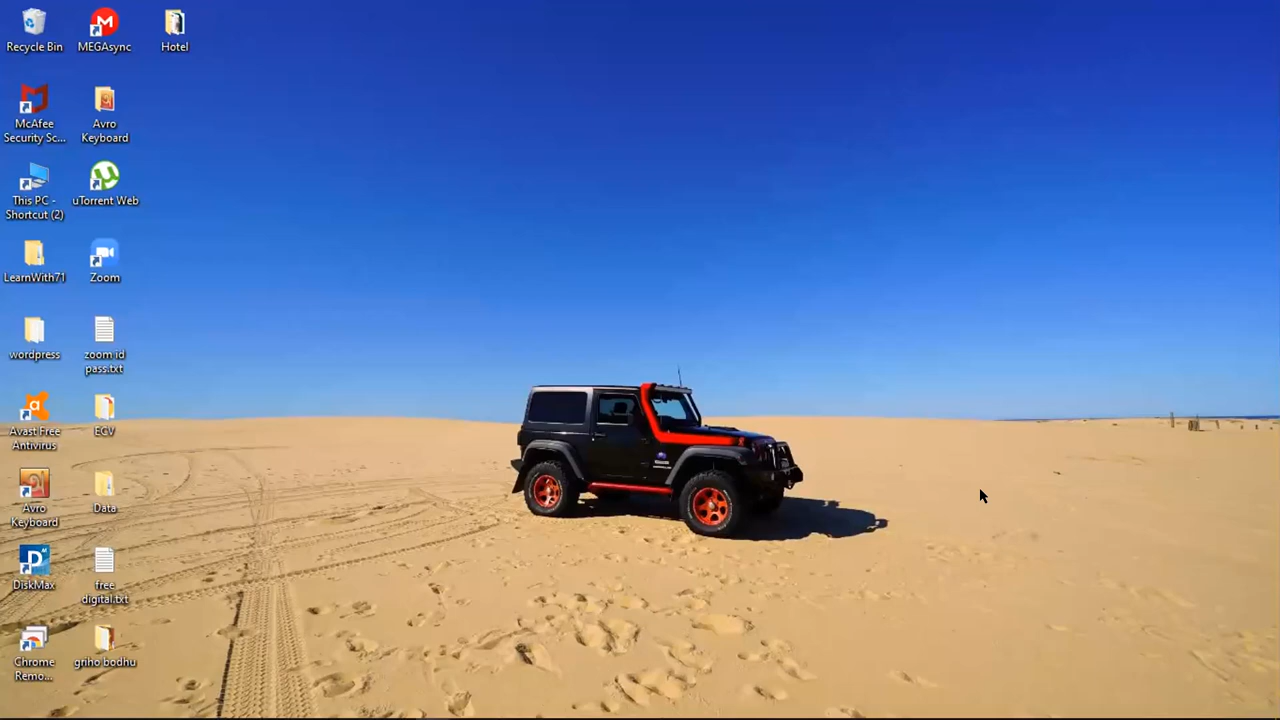 Recycle Bin
MEGAsync
Hotel
McAfee
Security Sc...
Avro
Keyboard
This PC -
Shortcut (2)
uTorrent Web
LearnWith71
Zoom
wordpress
zoom id
pass.txt
Avast Free
Antivirus
ECV
Avro
Keyboard
Data
DiskMax
free
digital.txt
Chrome
Remo...
griho bodhu